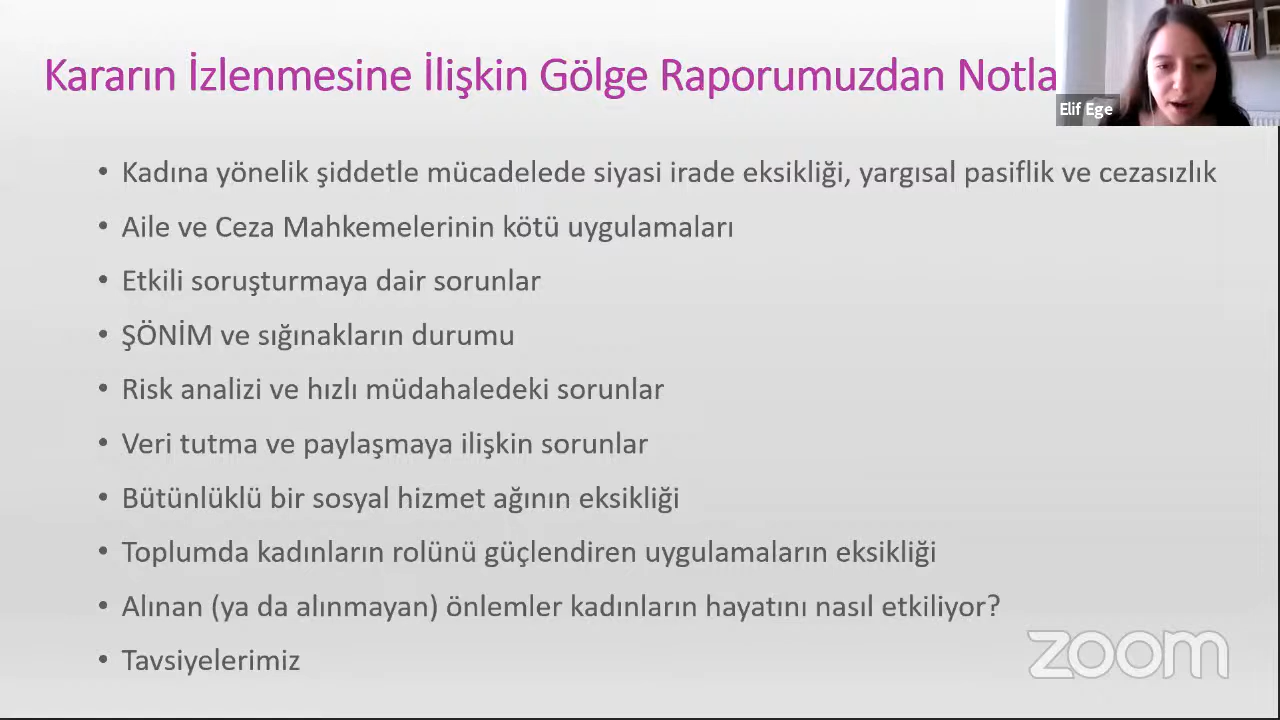 Kararın İzlenmesine İlişkin Gölge Raporumuzdan Notla
Elif Ege
• Kadına yönelik şiddetle mücadelede siyasi irade eksikliği, yargısal pasiflik ve cezasızlık
• Aile ve Ceza Mahkemelerinin kötü uygulamaları
• Etkili soruşturmaya dair sorunlar
• ŞÖNİM ve sığınakların durumu
• Risk analizi ve hızlı müdahaledeki sorunlar
• Veri tutma ve paylaşmaya ilişkin sorunlar
• Bütünlüklü bir sosyal hizmet ağının eksikliği
• Toplumda kadınların rolünü güçlendiren uygulamaların eksikliği
• Alınan (ya da alınmayan) önlemler kadınların hayatını nasıl etkiliyor?
• Tavsiyelerimiz
zoom